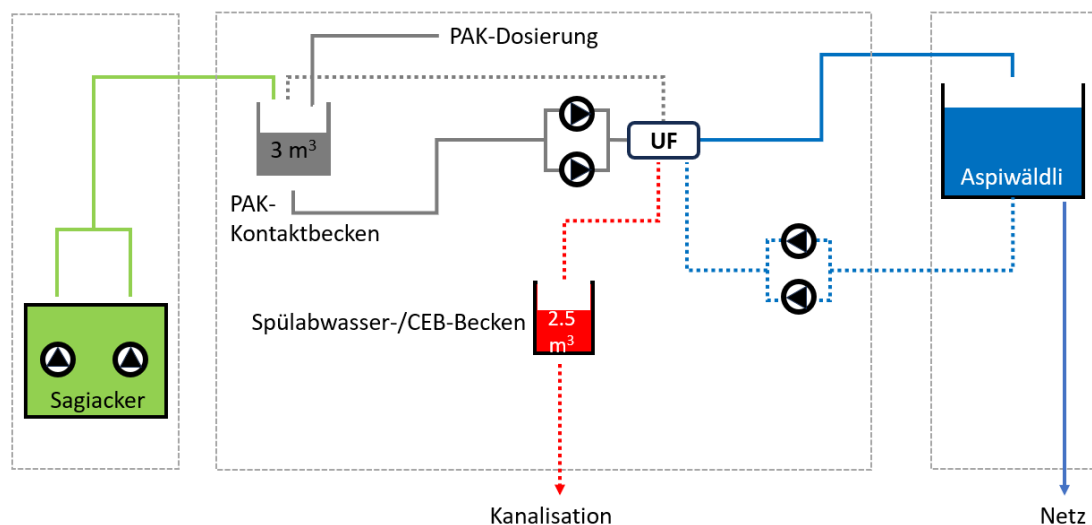 PAK-Dosierung
3 m³
UF
PAK-
Kontaktbecken
Aspiwäldli
Spülabwasser-/CEB-Becken
2.5
m³
Sagiacker
Kanalisation
Netz